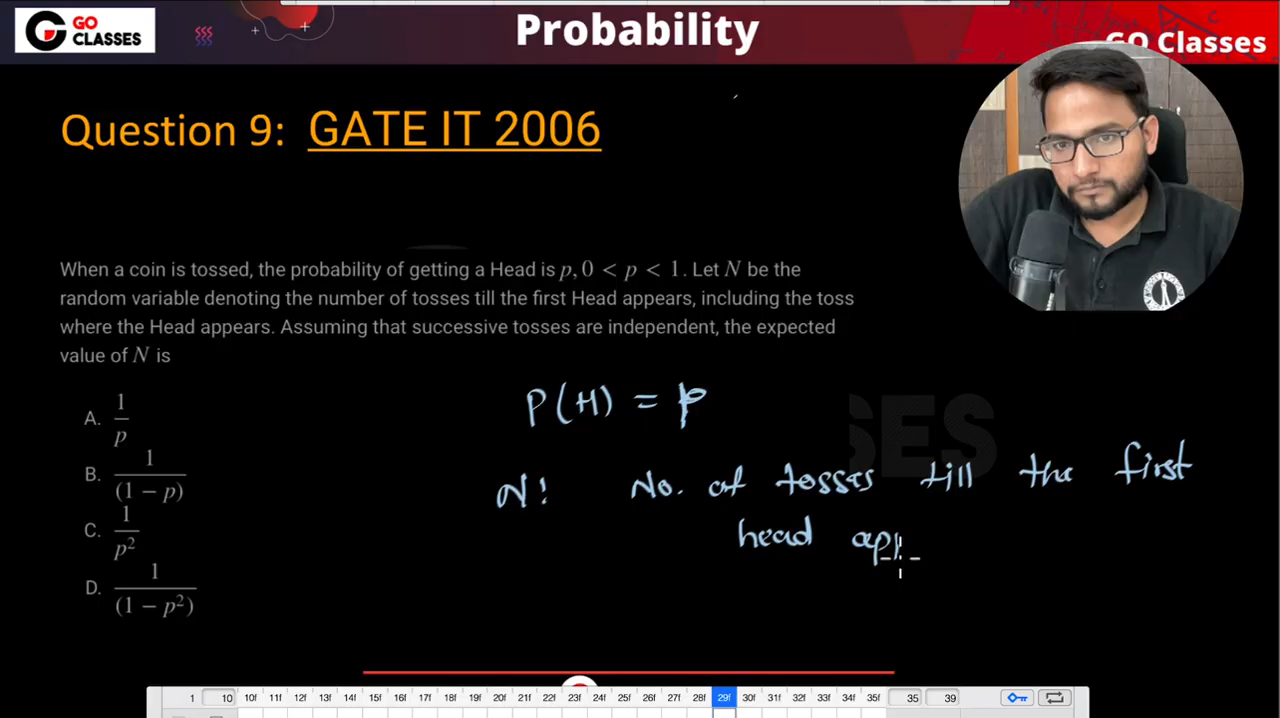 GO
CLASSES
Probability
GO Classes
Question 9: GATE IT 2006
When a coin is tossed, the probability of getting a Head is p, 0 < p < 1. Let N be the
random variable denoting the number of tosses till the first Head appears, including the toss
where the Head appears. Assuming that successive tosses are independent, the expected
value of N is
A. 1/p
B. 1/(1 − p)
C. 1/p²
D. 1/(1 − p²)
P(H) = p
N: No. of tosses till the first
head app
SES
1 10 10f 11f 12f 13f 14f 15f 16f 17f 18f 19f 20f 21f 22f 23f 24f 25f 26f 27f 28f 29f 30f 31f 32f 33f 34f 35f 35 39